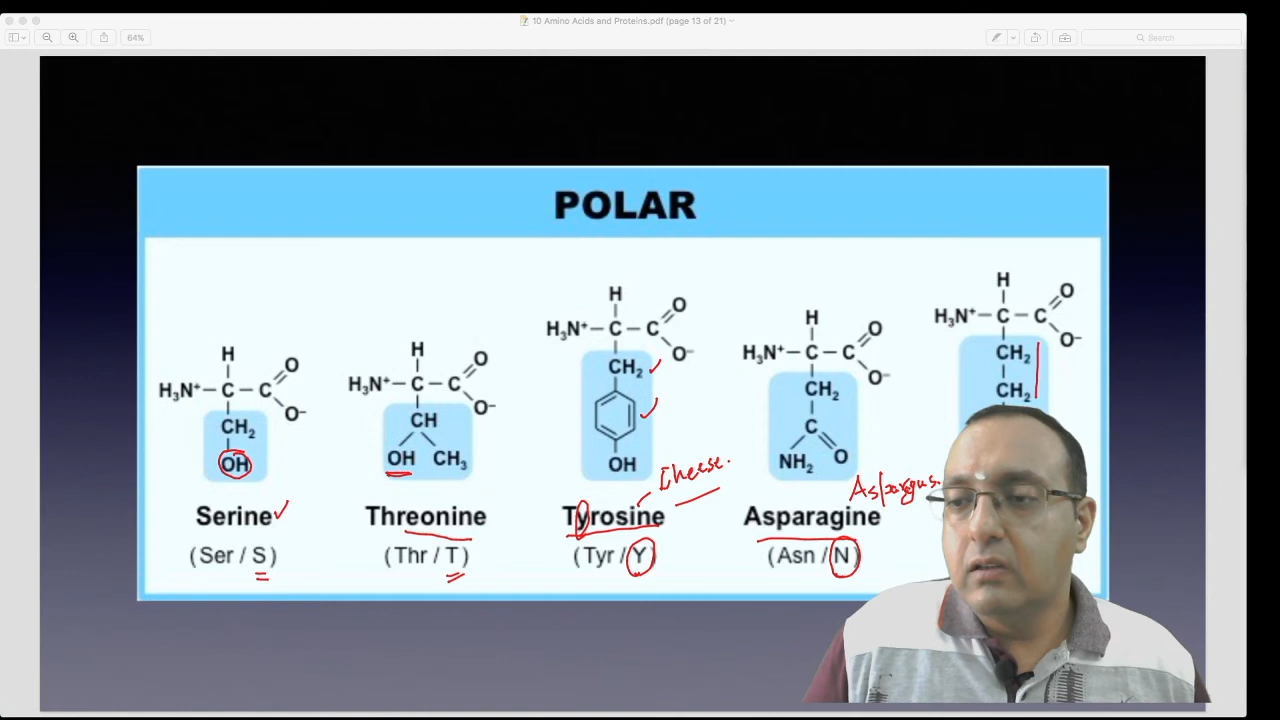 10 Amino Acids and Proteins.pdf (page 13 of 21)
64%
Search
POLAR
H
H₃N⁺ — C — C
O
O⁻
CH₂
OH
Serine
(Ser / S)
H
H₃N⁺ — C — C
O
O⁻
CH
OH CH₃
Threonine
(Thr / T)
H
H₃N⁺ — C — C
O
O⁻
CH₂
OH
Cheese.
Tyrosine
(Tyr / Y)
H
H₃N⁺ — C — C
O
O⁻
CH₂
C
NH₂ O
Asparagus.
Asparagine
(Asn / N)
H
H₃N⁺ — C — C
O
O⁻
CH₂
CH₂